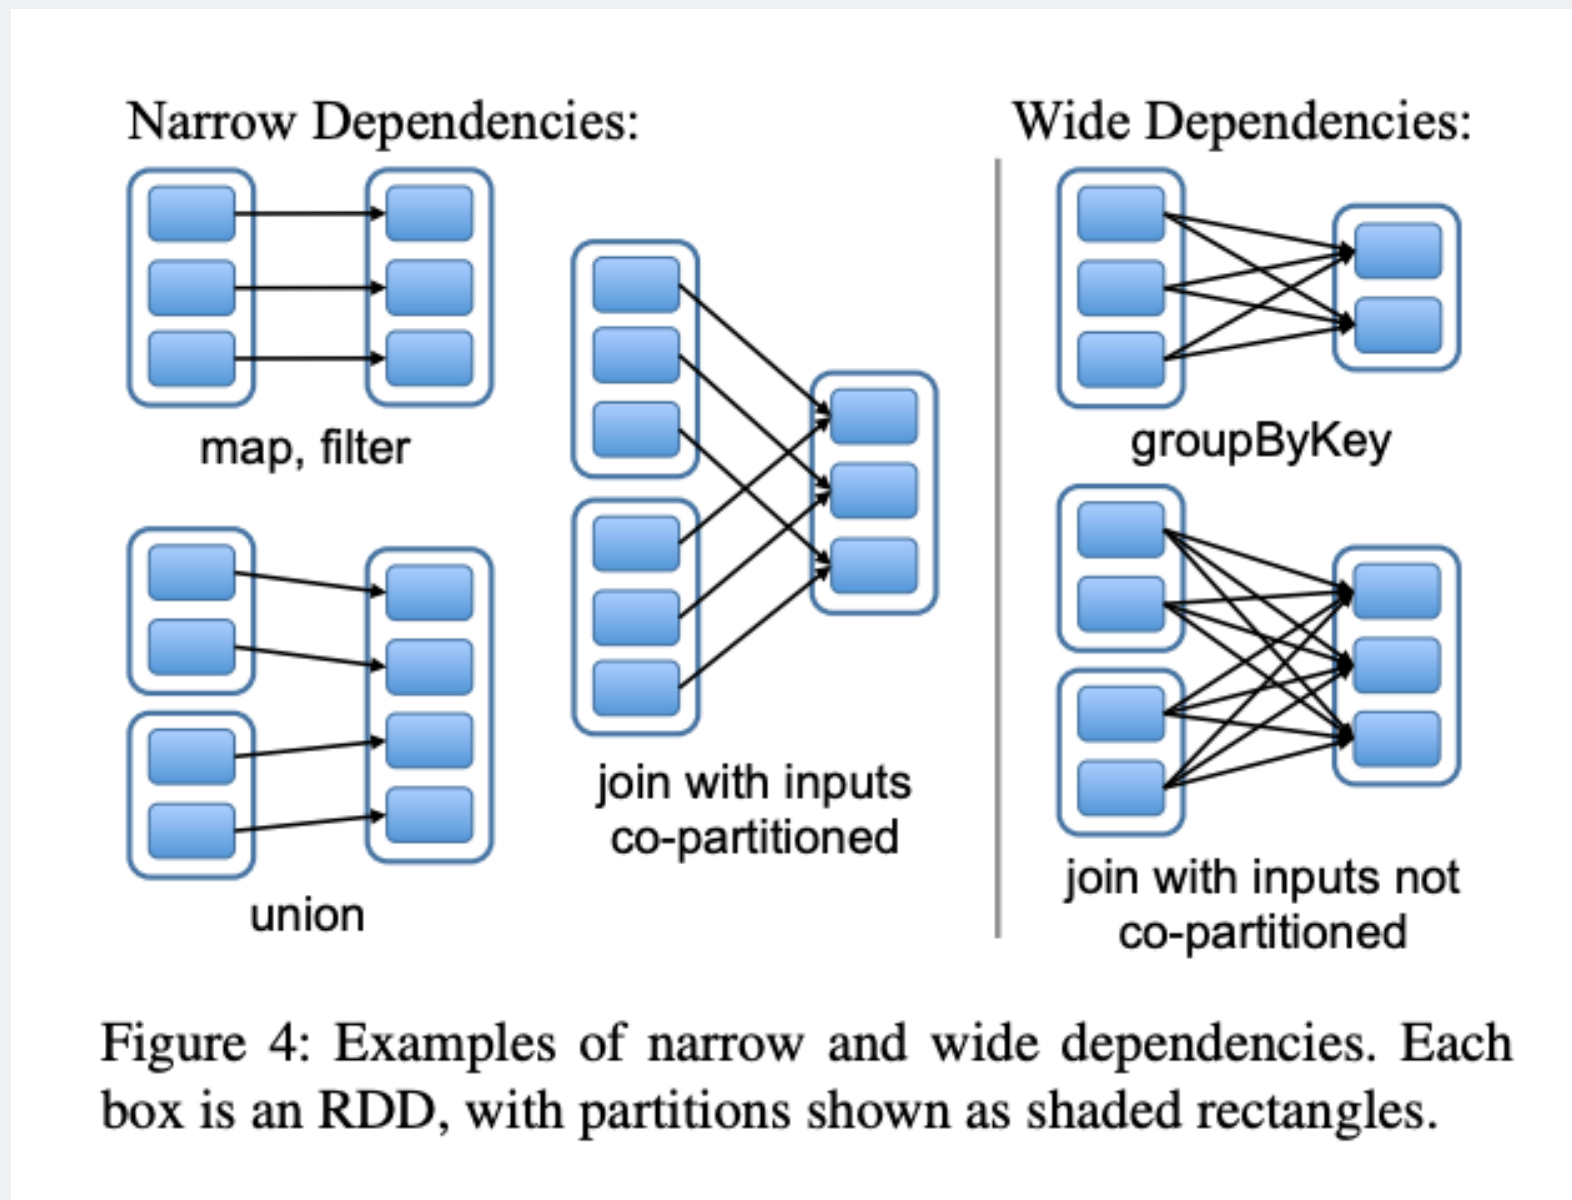 Narrow Dependencies:
Wide Dependencies:
map, filter
union
join with inputs
co-partitioned
groupByKey
join with inputs not
co-partitioned
Figure 4: Examples of narrow and wide dependencies. Each
box is an RDD, with partitions shown as shaded rectangles.